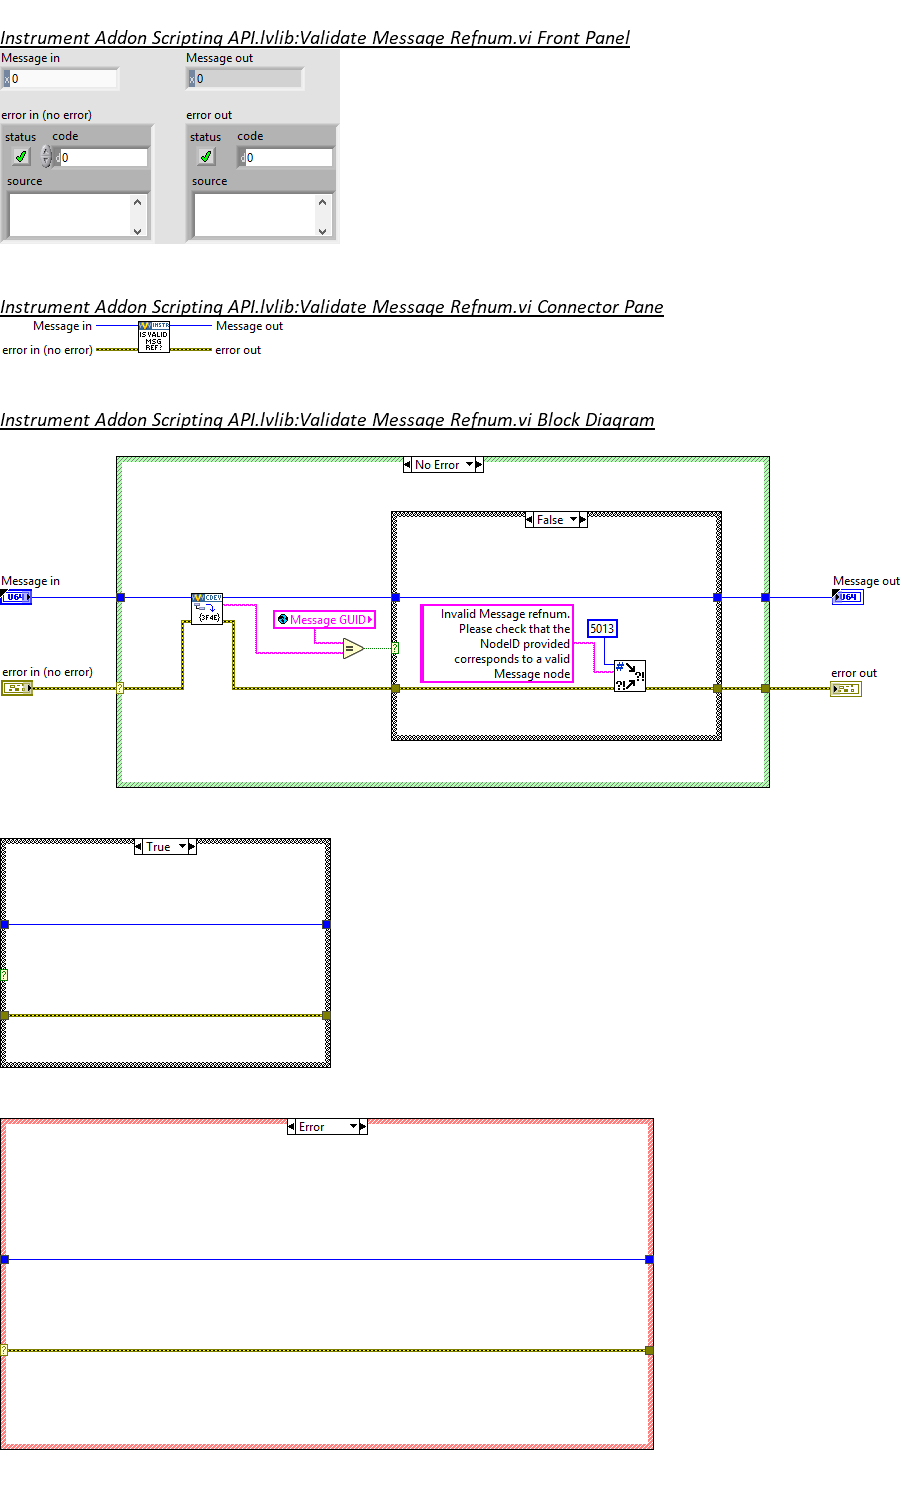 Instrument Addon Scripting API.lvlib:Validate Message Refnum.vi Front Panel
Message in
Message out
x 0
x 0
error in (no error)
error out
status
code
status
code
d 0
d 0
source
source
Instrument Addon Scripting API.lvlib:Validate Message Refnum.vi Connector Pane
Message in
INSTR
Message out
IS VALID
MSG
REF?
error in (no error)
error out
Instrument Addon Scripting API.lvlib:Validate Message Refnum.vi Block Diagram
No Error
False
Message in
Message out
U64
CDEV
U64
{3F4E}
Message GUID
Invalid Message refnum.
Please check that the
NodeID provided
corresponds to a valid
Message node
5013
=
?
#
?!
?!
error in (no error)
error out
?
True
?
Error
?